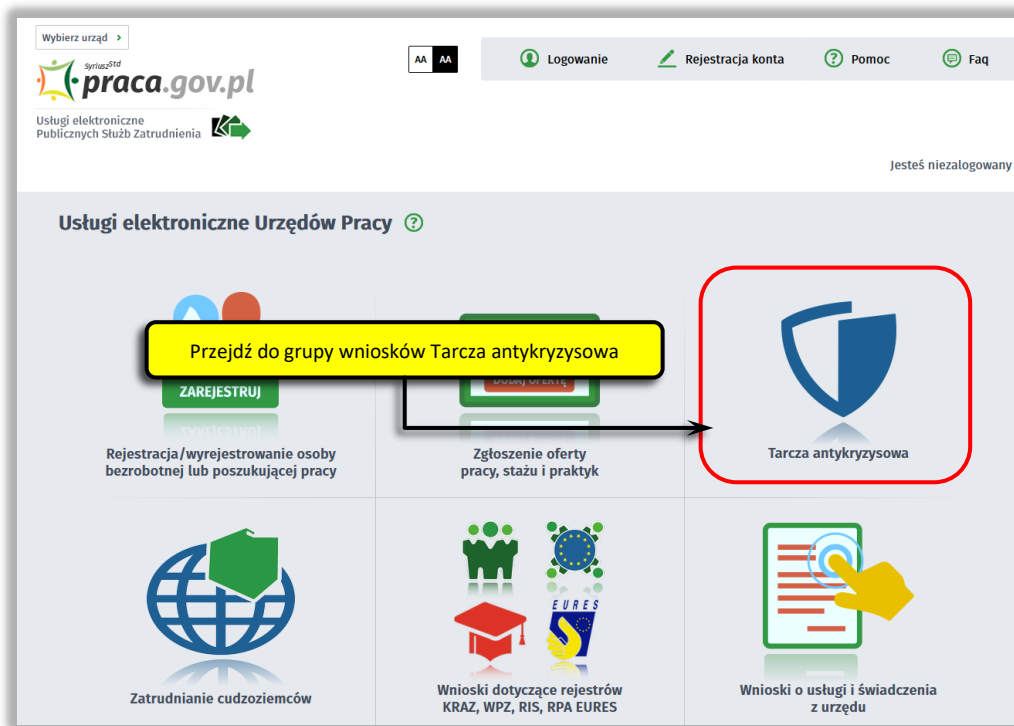 Wybierz urząd >
AA AA
Logowanie
Rejestracja konta
Pomoc
Faq
SyriuszStd
praca.gov.pl
Usługi elektroniczne
Publicznych Służb Zatrudnienia
Jesteś niezalogowany
Usługi elektroniczne Urzędów Pracy ?
Przejdź do grupy wniosków Tarcza antykryzysowa
ZAREJESTRUJ
DODAJ OFERTĘ
Rejestracja/wyrejestrowanie osoby
bezrobotnej lub poszukującej pracy
Zgłoszenie oferty
pracy, stażu i praktyk
Tarcza antykryzysowa
EURES
Zatrudnianie cudzoziemców
Wnioski dotyczące rejestrów
KRAZ, WPZ, RIS, RPA EURES
Wnioski o usługi i świadczenia
z urzędu